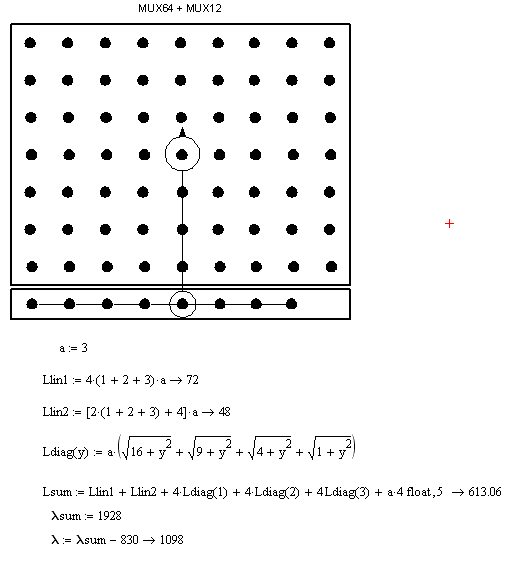 MUX64 + MUX12
a := 3
Llin1 := 4·(1 + 2 + 3)·a → 72
Llin2 := [2·(1 + 2 + 3) + 4]·a → 48
Ldiag(y) := a·(√(16 + y²) + √(9 + y²) + √(4 + y²) + √(1 + y²))
Lsum := Llin1 + Llin2 + 4·Ldiag(1) + 4·Ldiag(2) + 4Ldiag(3) + a·4 float,5 → 613.06
λsum := 1928
λ := λsum − 830 → 1098